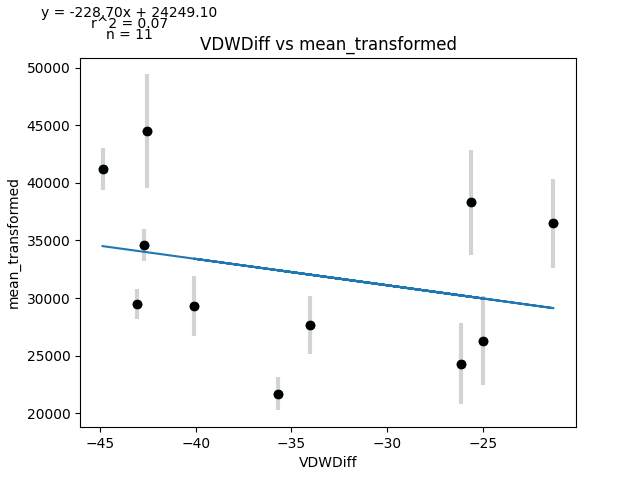 y = -228.70x + 24249.10
r^2 = 0.07
n = 11
VDWDiff vs mean_transformed
50000
45000
40000
35000
30000
25000
20000
mean_transformed
−45
−40
−35
−30
−25
VDWDiff